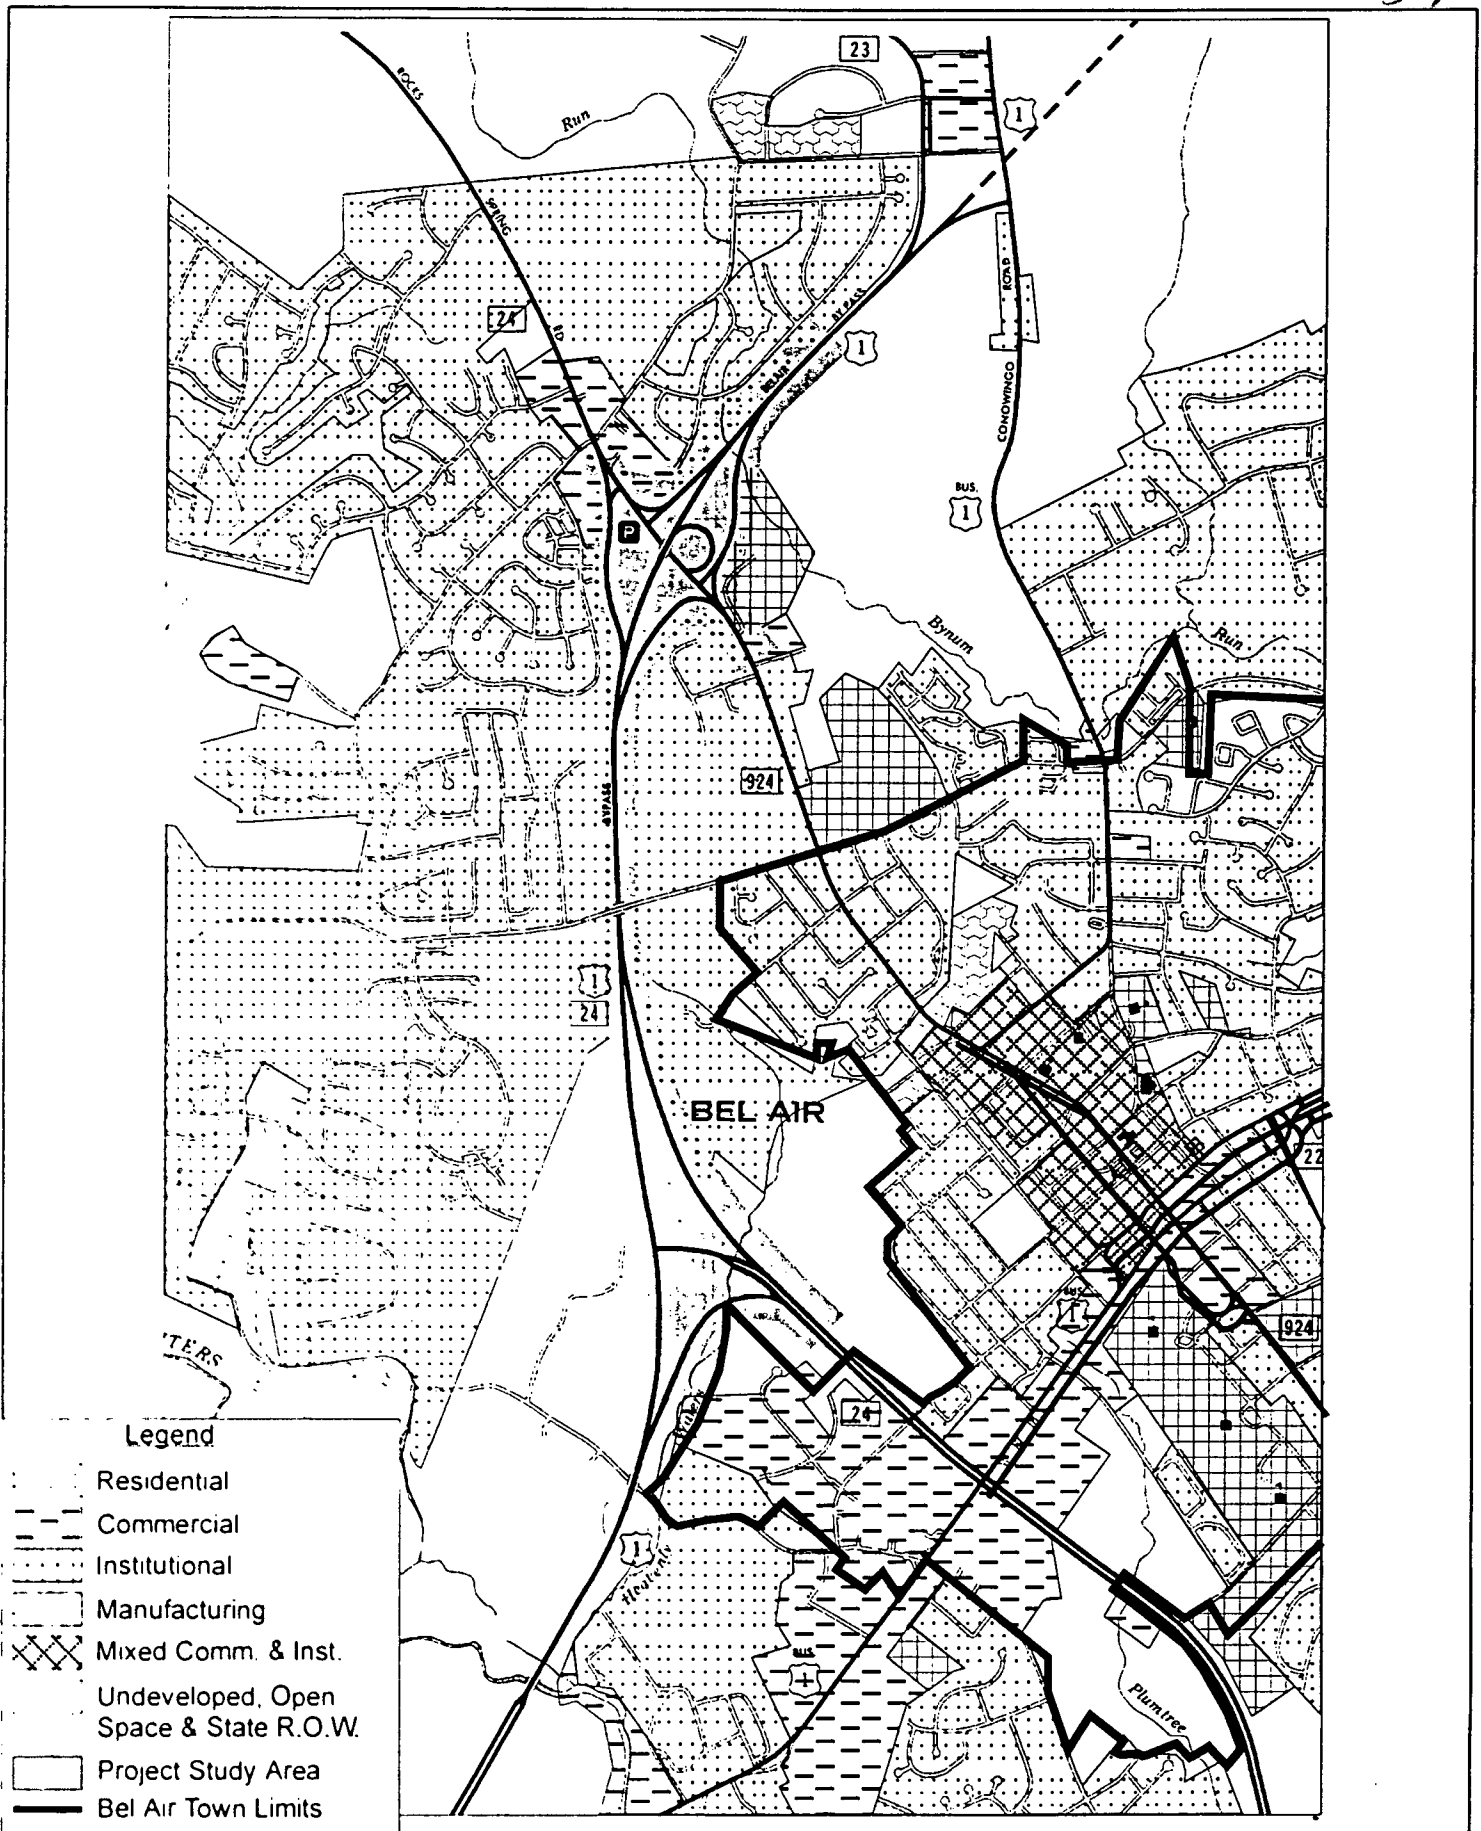 23
ROCKS
Run
1
SPRING
ROAD
24
RD
BY-PASS
1
BELAIR
CONOWINGO
BUS.
1
P
Bynum
Run
924
BYPASS
1
24
BEL AIR
22
BUS.
1
924
TERS
24
1
Heavenly
BUS.
Plumtree
Legend
Residential
Commercial
Institutional
Manufacturing
Mixed Comm. & Inst.
Undeveloped, Open
Space & State R.O.W.
Project Study Area
Bel Air Town Limits